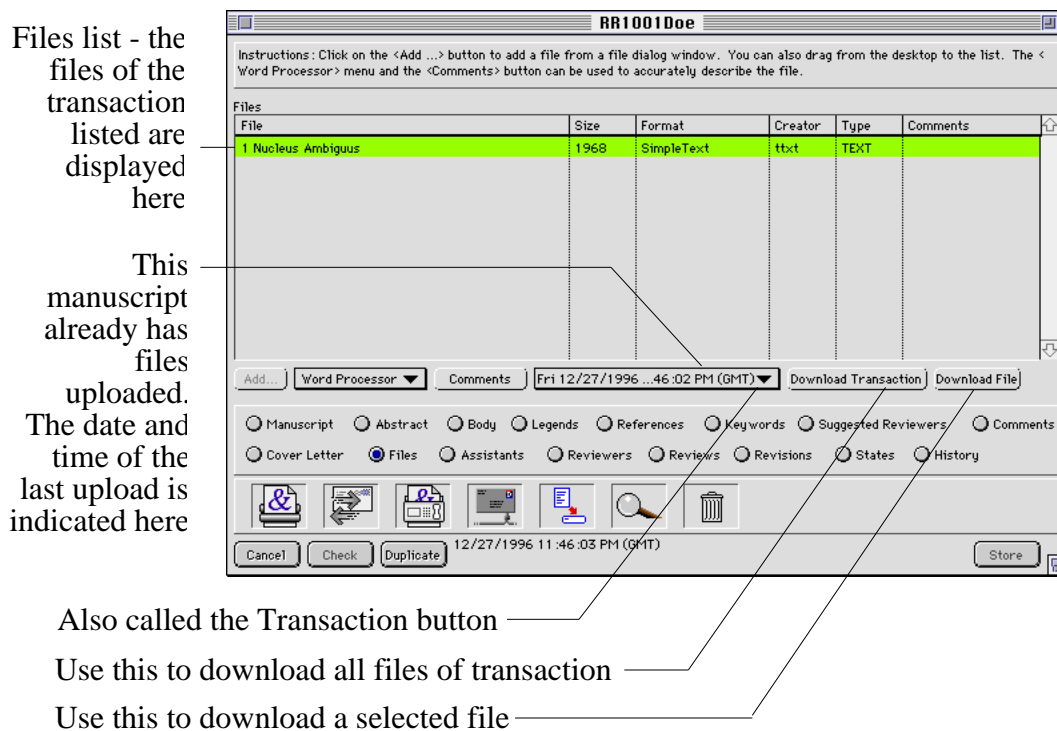 RR1001Doe
Instructions: Click on the <Add ...> button to add a file from a file dialog window. You can also drag from the desktop to the list. The <
Word Processor> menu and the <Comments> button can be used to accurately describe the file.
Files
File Size Format Creator Type Comments
1 Nucleus Ambiguus 1968 SimpleText ttxt TEXT
Add... Word Processor Comments Fri 12/27/1996 ...46:02 PM (GMT) Download Transaction Download File
Manuscript Abstract Body Legends References Keywords Suggested Reviewers Comments
Cover Letter Files Assistants Reviewers Reviews Revisions States History
Cancel Check Duplicate 12/27/1996 11:46:03 PM (GMT) Store
Files list - the
files of the
transaction
listed are
displayed
here
This
manuscript
already has
files
uploaded.
The date and
time of the
last upload is
indicated here
Also called the Transaction button
Use this to download all files of transaction
Use this to download a selected file